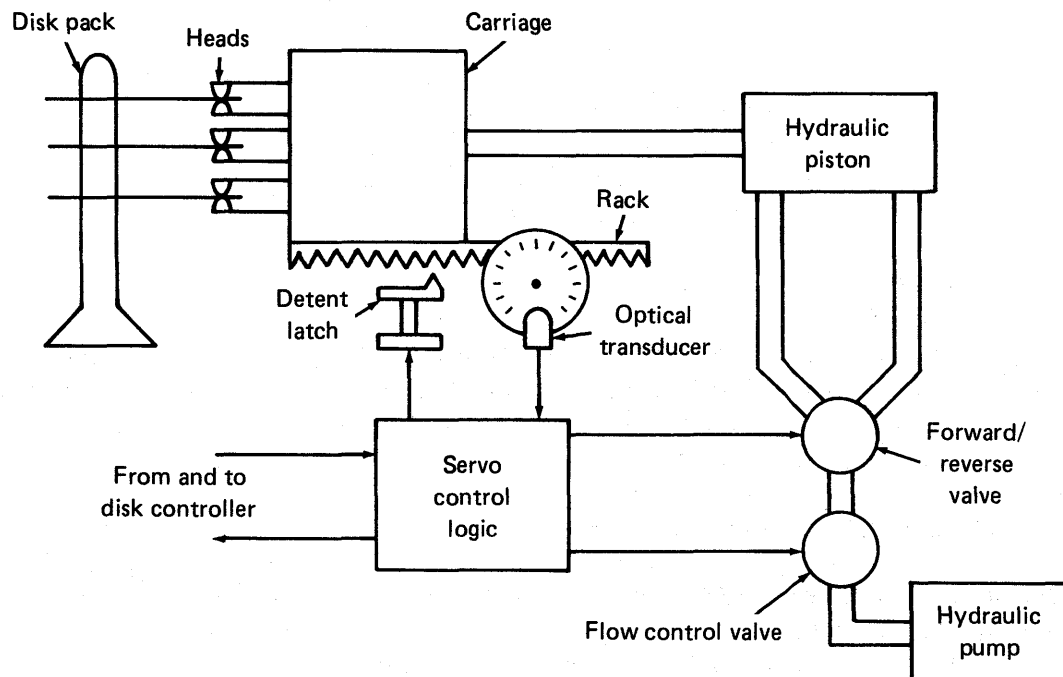 Disk pack
Heads
Carriage
Hydraulic
piston
Rack
Detent
latch
Optical
transducer
Forward/
reverse
valve
From and to
disk controller
Servo
control
logic
Flow control valve
Hydraulic
pump